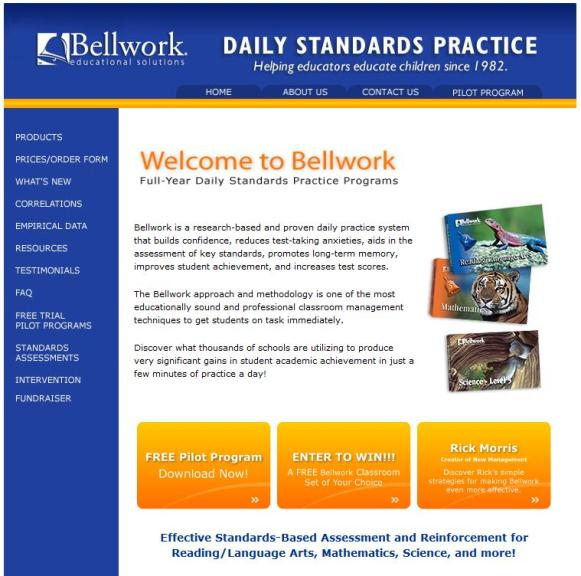 Bellwork®
educational solutions
DAILY STANDARDS PRACTICE
Helping educators educate children since 1982.
HOME
ABOUT US
CONTACT US
PILOT PROGRAM
PRODUCTS
PRICES/ORDER FORM
WHAT'S NEW
CORRELATIONS
EMPIRICAL DATA
RESOURCES
TESTIMONIALS
FAQ
FREE TRIAL
PILOT PROGRAMS
STANDARDS
ASSESSMENTS
INTERVENTION
FUNDRAISER
Welcome to Bellwork
Full-Year Daily Standards Practice Programs
Bellwork is a research-based and proven daily practice system
that builds confidence, reduces test-taking anxieties, aids in the
assessment of key standards, promotes long-term memory,
improves student achievement, and increases test scores.
The Bellwork approach and methodology is one of the most
educationally sound and professional classroom management
techniques to get students on task immediately.
Discover what thousands of schools are utilizing to produce
very significant gains in student academic achievement in just a
few minutes of practice a day!
Bellwork
Bellwork
Mathematics
Bellwork
Science - Level 5
FREE Pilot Program
Download Now!
»
ENTER TO WIN!!!
A FREE Bellwork Classroom
Set of Your Choice
»
Rick Morris
Creator of New Management
Discover Rick's simple
strategies for making Bellwork
even more effective.
»
Effective Standards-Based Assessment and Reinforcement for
Reading/Language Arts, Mathematics, Science, and more!